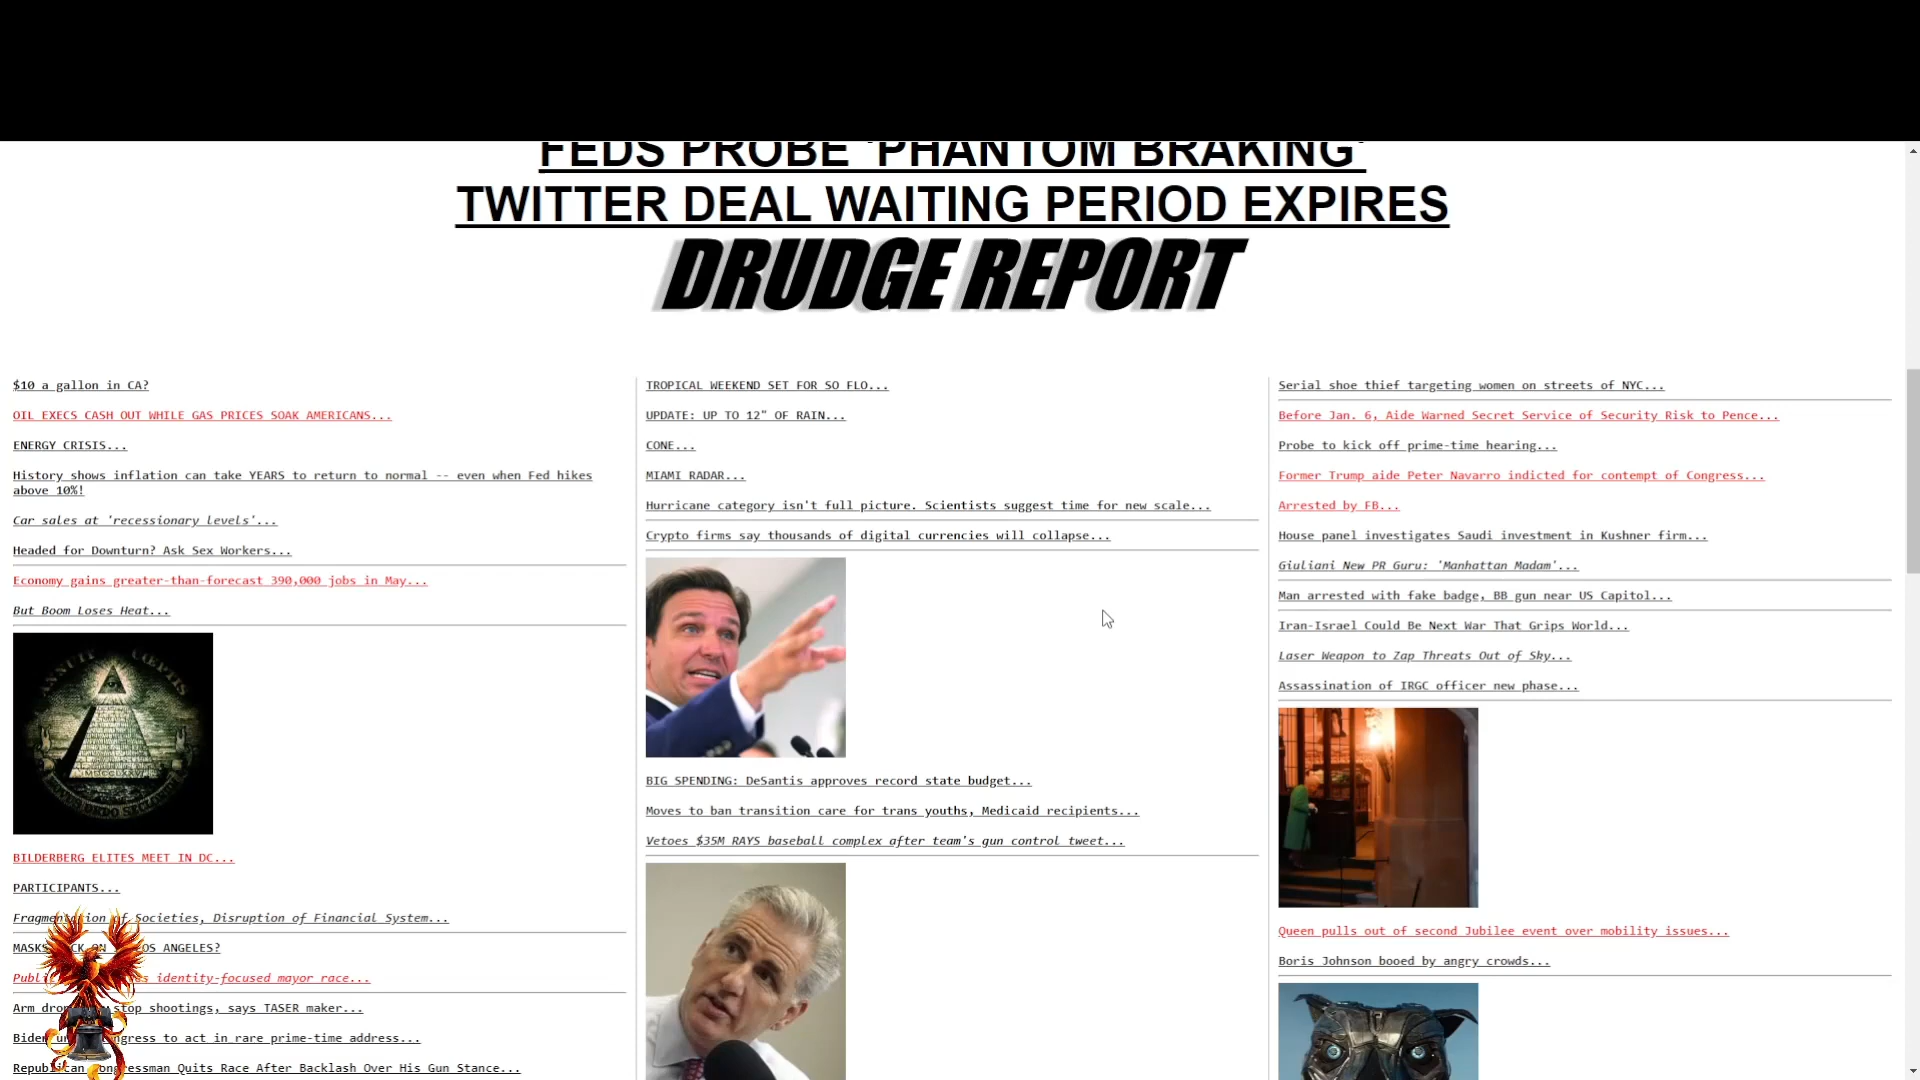 FEDS PROBE 'PHANTOM BRAKING'
TWITTER DEAL WAITING PERIOD EXPIRES
DRUDGE REPORT
$10 a gallon in CA?
OIL EXECS CASH OUT WHILE GAS PRICES SOAK AMERICANS...
ENERGY CRISIS...
History shows inflation can take YEARS to return to normal -- even when Fed hikes
above 10%!
Car sales at 'recessionary levels'...
Headed for Downturn? Ask Sex Workers...
Economy gains greater-than-forecast 390,000 jobs in May...
But Boom Loses Heat...
ANNUIT COEPTIS
MDCCLXXVI
BILDERBERG ELITES MEET IN DC...
PARTICIPANTS...
of Societies, Disruption of Financial System...
MASKS ANGELES?
identity-focused mayor race...
Arm stop shootings, says TASER maker...
Biden to act in rare prime-time address...
Republican Quits Race After Backlash Over His Gun Stance...
TROPICAL WEEKEND SET FOR SO FLO...
UPDATE: UP TO 12" OF RAIN...
CONE...
MIAMI RADAR...
Hurricane category isn't full picture. Scientists suggest time for new scale...
Crypto firms say thousands of digital currencies will collapse...
BIG SPENDING: DeSantis approves record state budget...
Moves to ban transition care for trans youths, Medicaid recipients...
Vetoes $35M RAYS baseball complex after team's gun control tweet...
Serial shoe thief targeting women on streets of NYC...
Before Jan. 6, Aide Warned Secret Service of Security Risk to Pence...
Probe to kick off prime-time hearing...
Former Trump aide Peter Navarro indicted for contempt of Congress...
Arrested by FB...
House panel investigates Saudi investment in Kushner firm...
Giuliani New PR Guru: 'Manhattan Madam'...
Man arrested with fake badge, BB gun near US Capitol...
Iran-Israel Could Be Next War That Grips World...
Laser Weapon to Zap Threats Out of Sky...
Assassination of IRGC officer new phase...
Queen pulls out of second Jubilee event over mobility issues...
Boris Johnson booed by angry crowds...